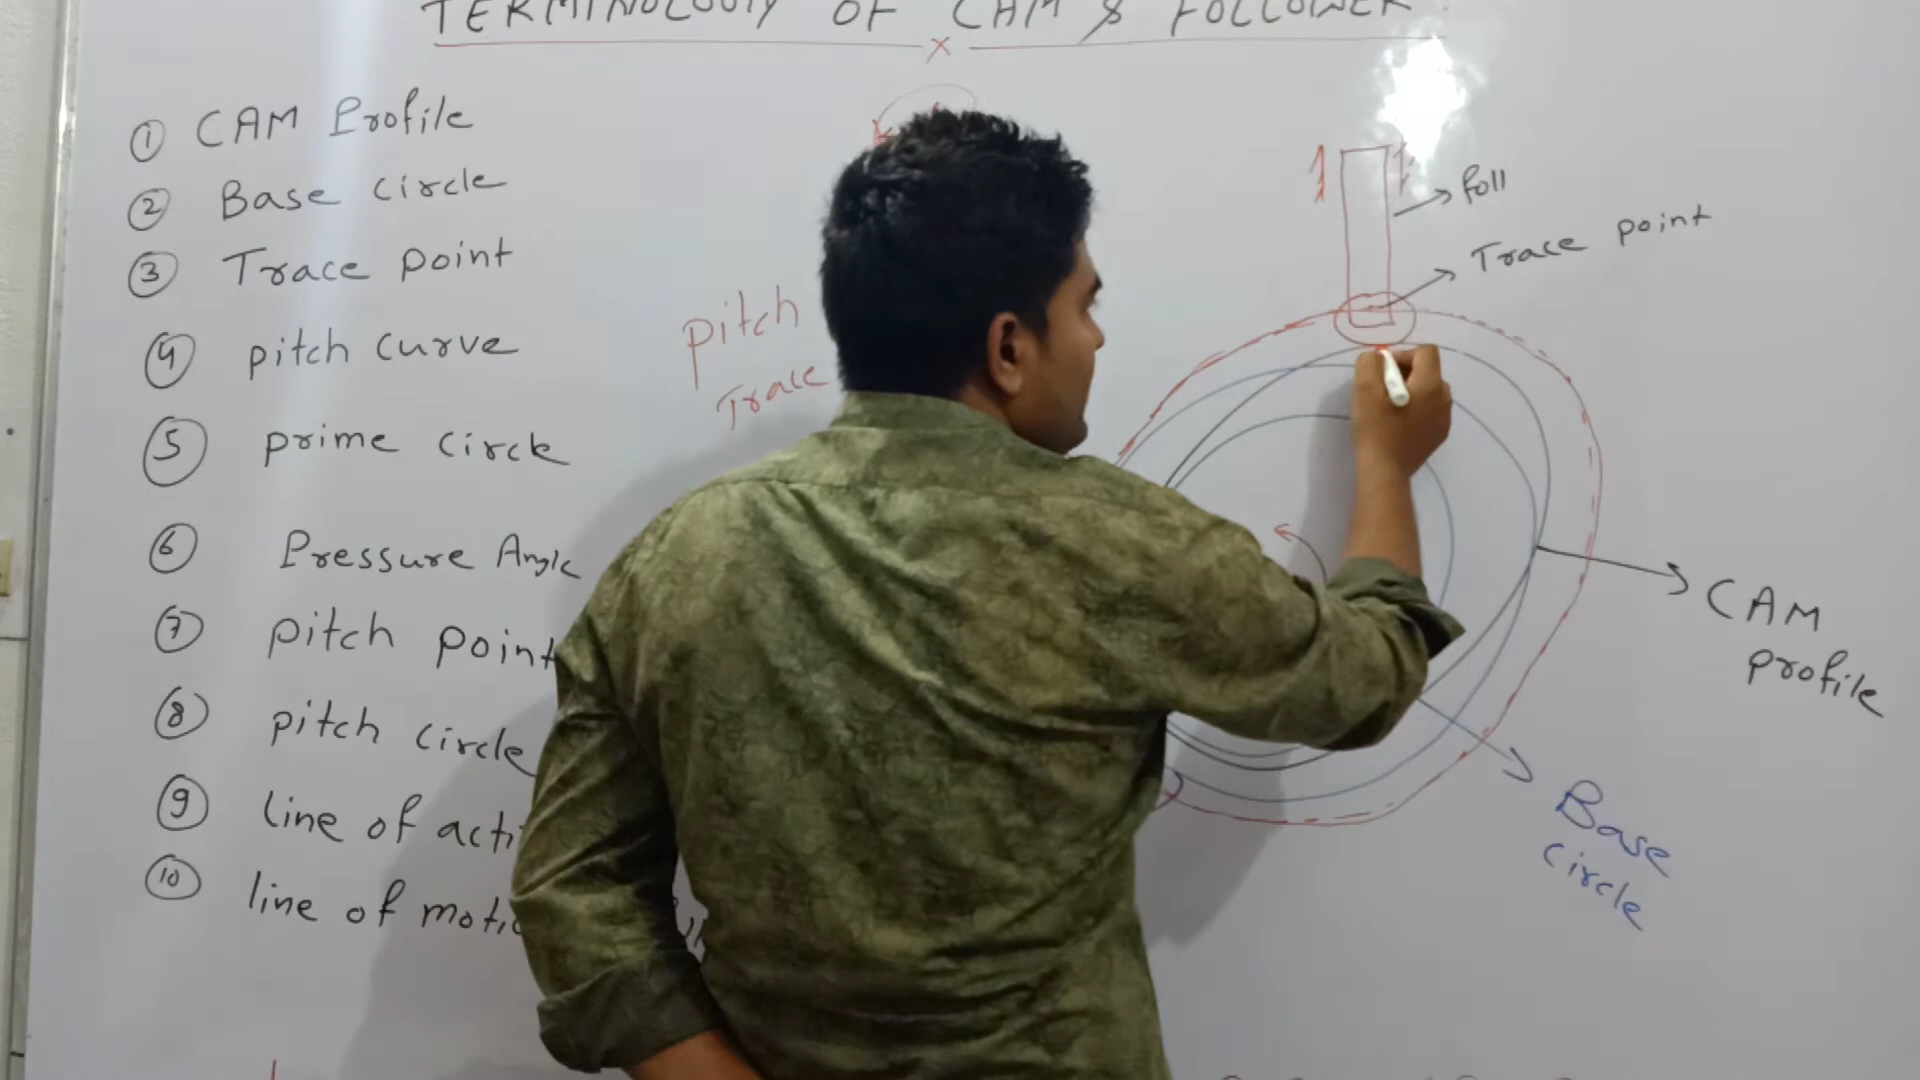 TERMINOLOGY OF CAM & FOLLOWER
x
① CAM Profile
② Base circle
③ Trace point
④ pitch curve
⑤ prime circle
⑥ Pressure Angle
⑦ pitch point
⑧ pitch circle
⑨ line of acti
⑩ line of motio
pitch
Trace
foll
Trace point
CAM
profile
Base
circle